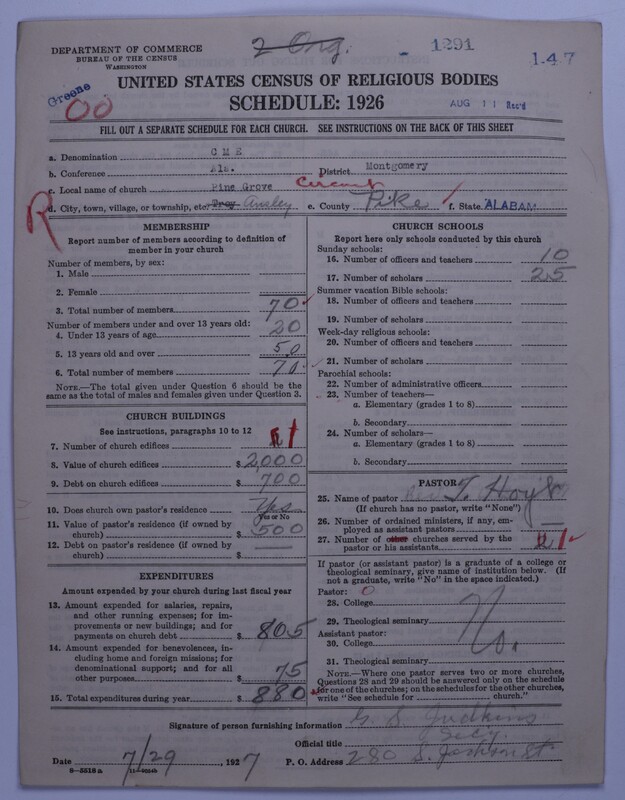 2 Org.
1291
147
DEPARTMENT OF COMMERCE
BUREAU OF THE CENSUS
WASHINGTON
Greene
00
UNITED STATES CENSUS OF RELIGIOUS BODIES
SCHEDULE: 1926
AUG 11 Rec'd
FILL OUT A SEPARATE SCHEDULE FOR EACH CHURCH. SEE INSTRUCTIONS ON THE BACK OF THIS SHEET
a. Denomination C M E
b. Conference Ala. District Montgomery
c. Local name of church Pine Grove Circuit
R
d. City, town, village, or township, etc. Troy Ansley e. County Pike f. State ALABAM
MEMBERSHIP
Report number of members according to definition of
member in your church
Number of members, by sex:
1. Male
2. Female
3. Total number of members 70
Number of members under and over 13 years old:
4. Under 13 years of age 20
5. 13 years old and over 50
6. Total number of members 70
NOTE.—The total given under Question 6 should be the
same as the total of males and females given under Question 3.
CHURCH BUILDINGS
See instructions, paragraphs 10 to 12
7. Number of church edifices 1
8. Value of church edifices $ 2,000
9. Debt on church edifices $ 700
10. Does church own pastor's residence Yes
Yes or No
11. Value of pastor's residence (if owned by
church) $ 500
12. Debt on pastor's residence (if owned by
church) $ —
EXPENDITURES
Amount expended by your church during last fiscal year
13. Amount expended for salaries, repairs,
and other running expenses; for im-
provements or new buildings; and for
payments on church debt $ 805
14. Amount expended for benevolences,
including home and foreign missions; for
denominational support; and for all
other purposes $ 75
15. Total expenditures during year $ 880
CHURCH SCHOOLS
Report here only schools conducted by this church
Sunday schools:
16. Number of officers and teachers 10
17. Number of scholars 25
Summer vacation Bible schools:
18. Number of officers and teachers
19. Number of scholars
Week-day religious schools:
20. Number of officers and teachers
21. Number of scholars
Parochial schools:
22. Number of administrative officers
23. Number of teachers—
a. Elementary (grades 1 to 8)
b. Secondary
24. Number of scholars—
a. Elementary (grades 1 to 8)
b. Secondary
PASTOR
25. Name of pastor Rev. T. Hoyt
(If church has no pastor, write "None")
26. Number of ordained ministers, if any, em-
ployed as assistant pastors —
27. Number of other churches served by the
pastor or his assistants 1
If pastor (or assistant pastor) is a graduate of a college or
theological seminary, give name of institution below. (If
not a graduate, write "No" in the space indicated.)
Pastor: 0
28. College
29. Theological seminary No.
Assistant pastor:
30. College
31. Theological seminary
NOTE.—Where one pastor serves two or more churches,
Questions 28 and 29 should be answered only on the schedule
for one of the churches; on the schedules for the other churches,
write "See schedule for church."
Signature of person furnishing information G. S. Judkins
Official title Secy.
Date 7/29, 1927 P. O. Address 280 S. Jackson St
8—5518a